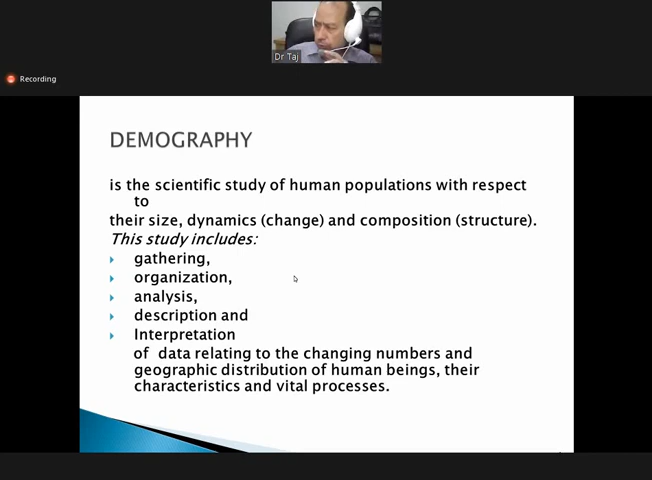 Dr Taj
Recording
DEMOGRAPHY
is the scientific study of human populations with respect
to
their size, dynamics (change) and composition (structure).
This study includes:
gathering,
organization,
analysis,
description and
Interpretation
of data relating to the changing numbers and
geographic distribution of human beings, their
characteristics and vital processes.